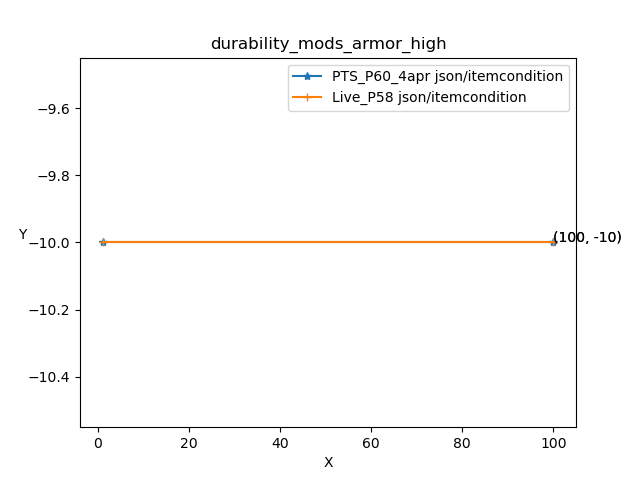 durability_mods_armor_high
PTS_P60_4apr json/itemcondition
Live_P58 json/itemcondition
−9.6
−9.8
Y
−10.0
(100, -10)
−10.2
−10.4
0
20
40
60
80
100
X